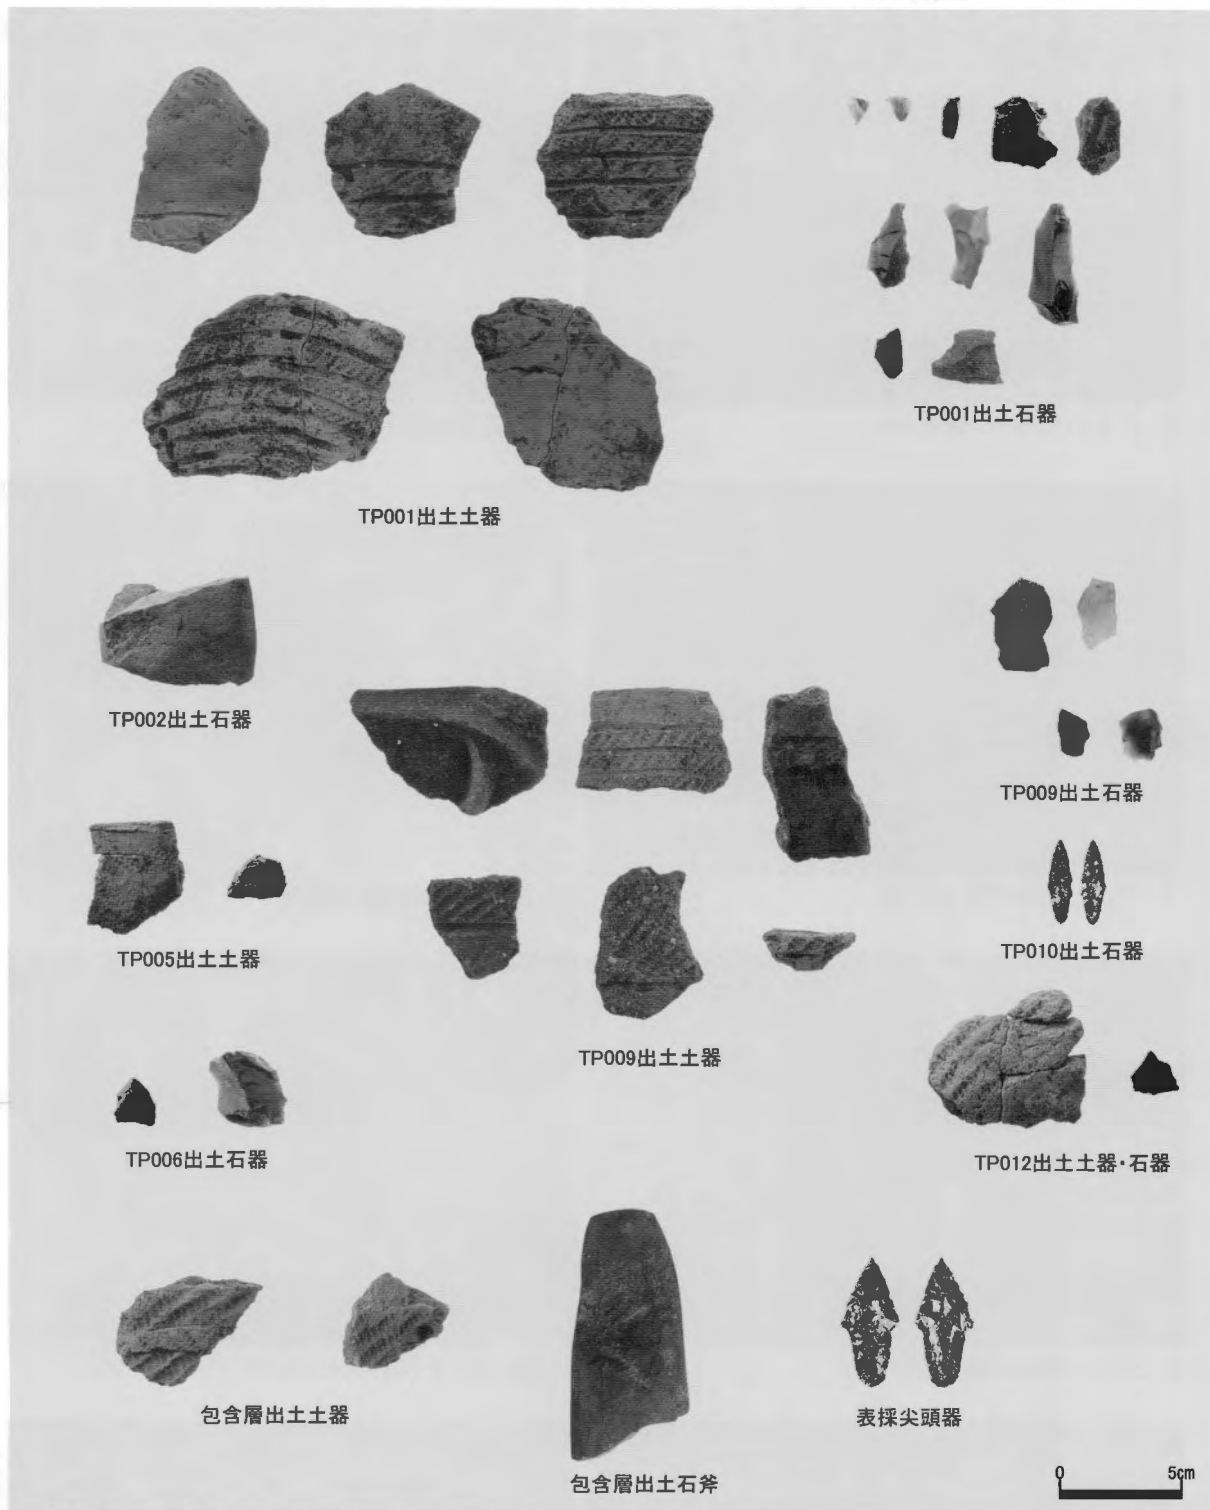 TP001出土石器
TP001出土土器
TP002出土石器
TP009出土石器
TP005出土土器
TP010出土石器
TP009出土土器
TP006出土石器
TP012出土土器・石器
包含層出土土器
表採尖頭器
包含層出土石斧
0 5cm